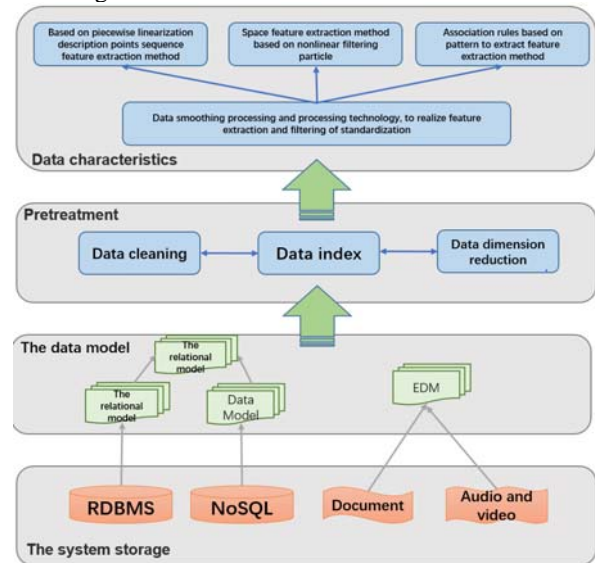 Based on piecewise linearization
description points sequence
feature extraction method
Space feature extraction method
based on nonlinear filtering
particle
Association rules based on
pattern to extract feature
extraction method
Data smoothing processing and processing technology, to realize feature
extraction and filtering of standardization
Data characteristics
Pretreatment
Data cleaning
Data index
Data dimension
reduction
The data model
The
relational
model
The
relational
model
Data
Model
EDM
RDBMS
NoSQL
Document
Audio and
video
The system storage